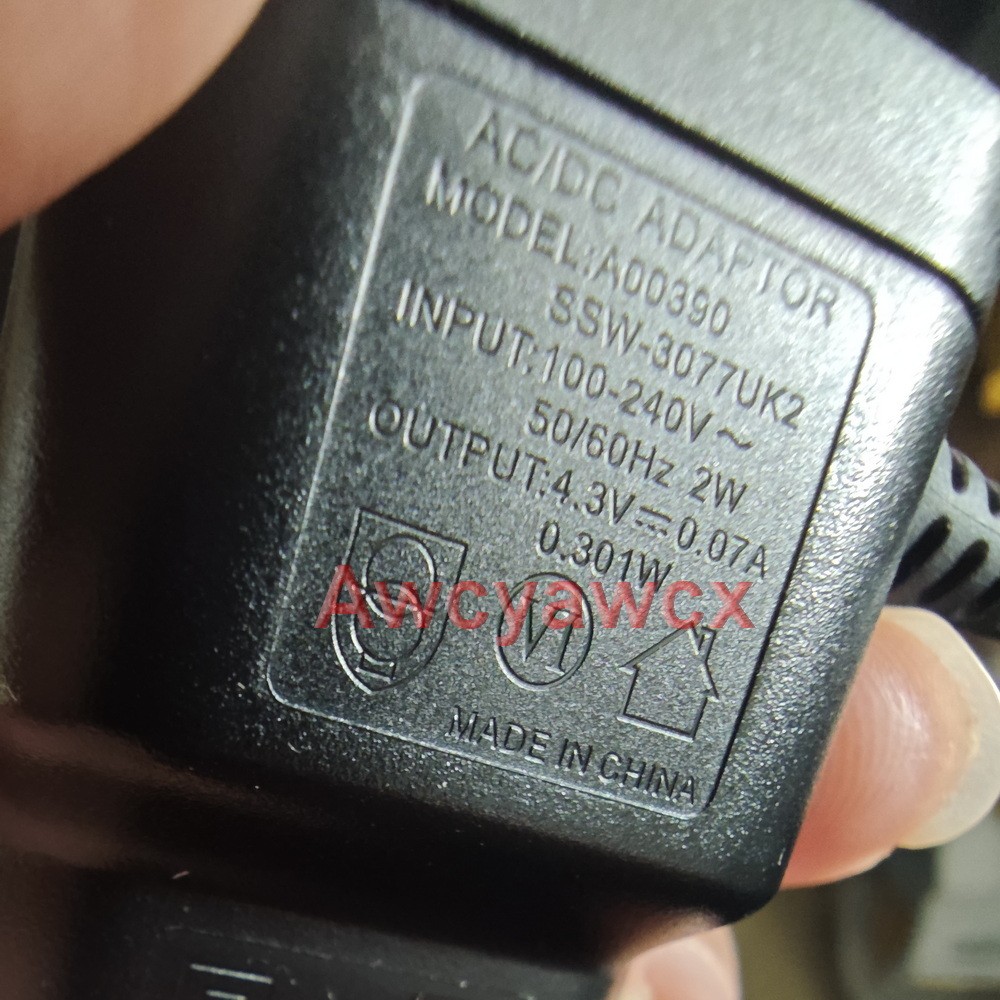 AC/DC ADAPTOR
MODEL:A00390
SSW-3077UK2
INPUT:100-240V~
50/60Hz 2W
OUTPUT:4.3V⎓0.07A
0.301W
Awcyawcx
VI
MADE IN CHINA